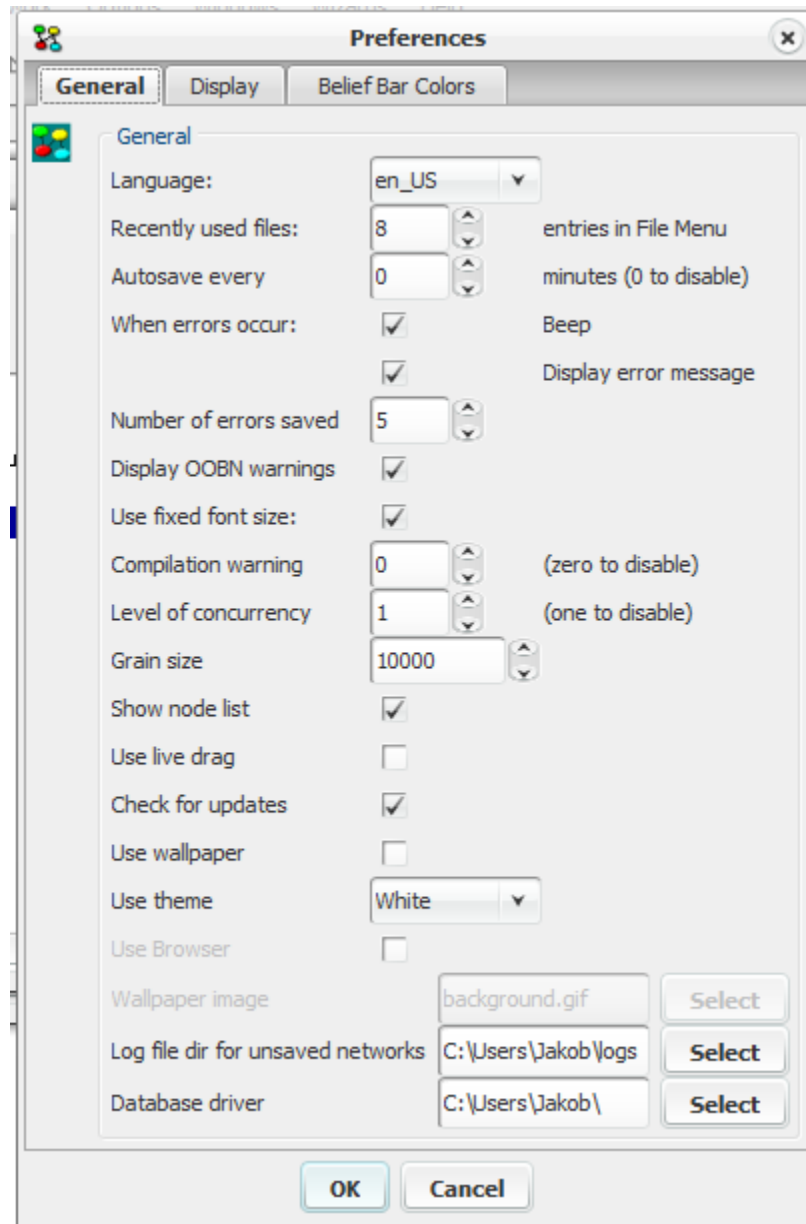 Preferences
General Display Belief Bar Colors
General
Language: en_US
Recently used files: 8 entries in File Menu
Autosave every 0 minutes (0 to disable)
When errors occur: Beep
Display error message
Number of errors saved 5
Display OOBN warnings
Use fixed font size:
Compilation warning 0 (zero to disable)
Level of concurrency 1 (one to disable)
Grain size 10000
Show node list
Use live drag
Check for updates
Use wallpaper
Use theme White
Use Browser
Wallpaper image background.gif Select
Log file dir for unsaved networks C:\Users\Jakob\logs Select
Database driver C:\Users\Jakob\ Select
OK Cancel